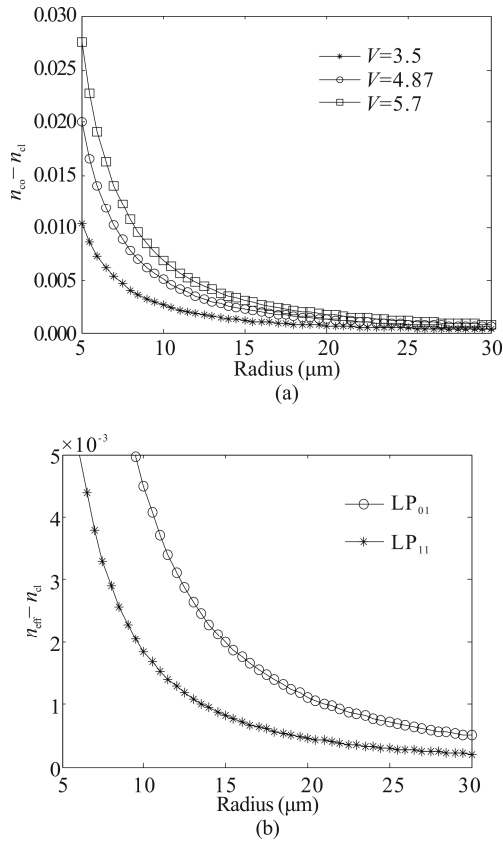 0.030
V=3.5
V=4.87
V=5.7
0.025
0.020
0.015
0.010
0.005
0.000
n_co − n_cl
5 10 15 20 25 30
Radius (μm)
(a)
5 ×10⁻³
LP₀₁
LP₁₁
4
3
2
1
0
n_eff − n_cl
5 10 15 20 25 30
Radius (μm)
(b)